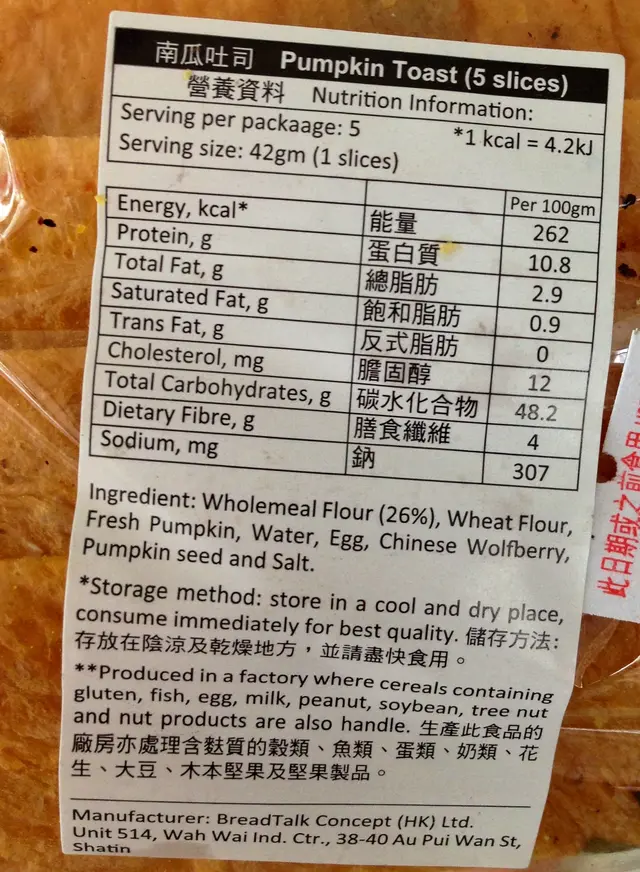 南瓜吐司 Pumpkin Toast (5 slices)
營養資料 Nutrition Information:
Serving per packaage: 5 *1 kcal = 4.2kJ
Serving size: 42gm (1 slices)
Per 100gm
Energy, kcal* 能量 262
Protein, g 蛋白質 10.8
Total Fat, g 總脂肪 2.9
Saturated Fat, g 飽和脂肪 0.9
Trans Fat, g 反式脂肪 0
Cholesterol, mg 膽固醇 12
Total Carbohydrates, g 碳水化合物 48.2
Dietary Fibre, g 膳食纖維 4
Sodium, mg 鈉 307
Ingredient: Wholemeal Flour (26%), Wheat Flour,
Fresh Pumpkin, Water, Egg, Chinese Wolfberry,
Pumpkin seed and Salt.
*Storage method: store in a cool and dry place,
consume immediately for best quality. 儲存方法:
存放在陰涼及乾燥地方，並請盡快食用。
**Produced in a factory where cereals containing
gluten, fish, egg, milk, peanut, soybean, tree nut
and nut products are also handle. 生產此食品的
廠房亦處理含麩質的穀類、魚類、蛋類、奶類、花
生、大豆、木本堅果及堅果製品。
Manufacturer: BreadTalk Concept (HK) Ltd.
Unit 514, Wah Wai Ind. Ctr., 38-40 Au Pui Wan St,
Shatin
此日期或之前食用